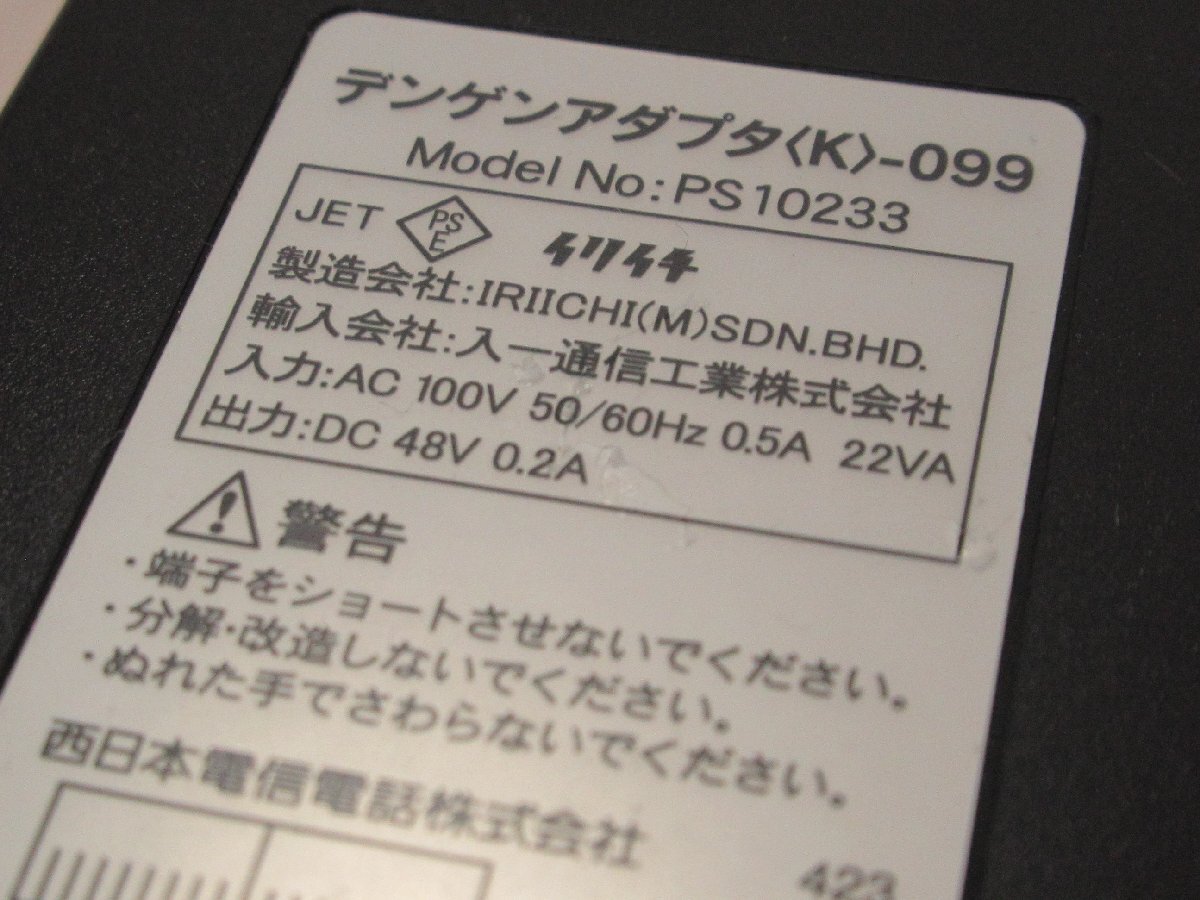 デンゲンアダプタ〈K〉-099
Model No:PS10233
JET PSE イリイチ
製造会社:IRIICHI(M)SDN.BHD.
輸入会社:入一通信工業株式会社
入力:AC 100V 50/60Hz 0.5A 22VA
出力:DC 48V 0.2A
警告
・端子をショートさせないでください。
・分解・改造しないでください。
・ぬれた手でさわらないでください。
西日本電信電話株式会社
423